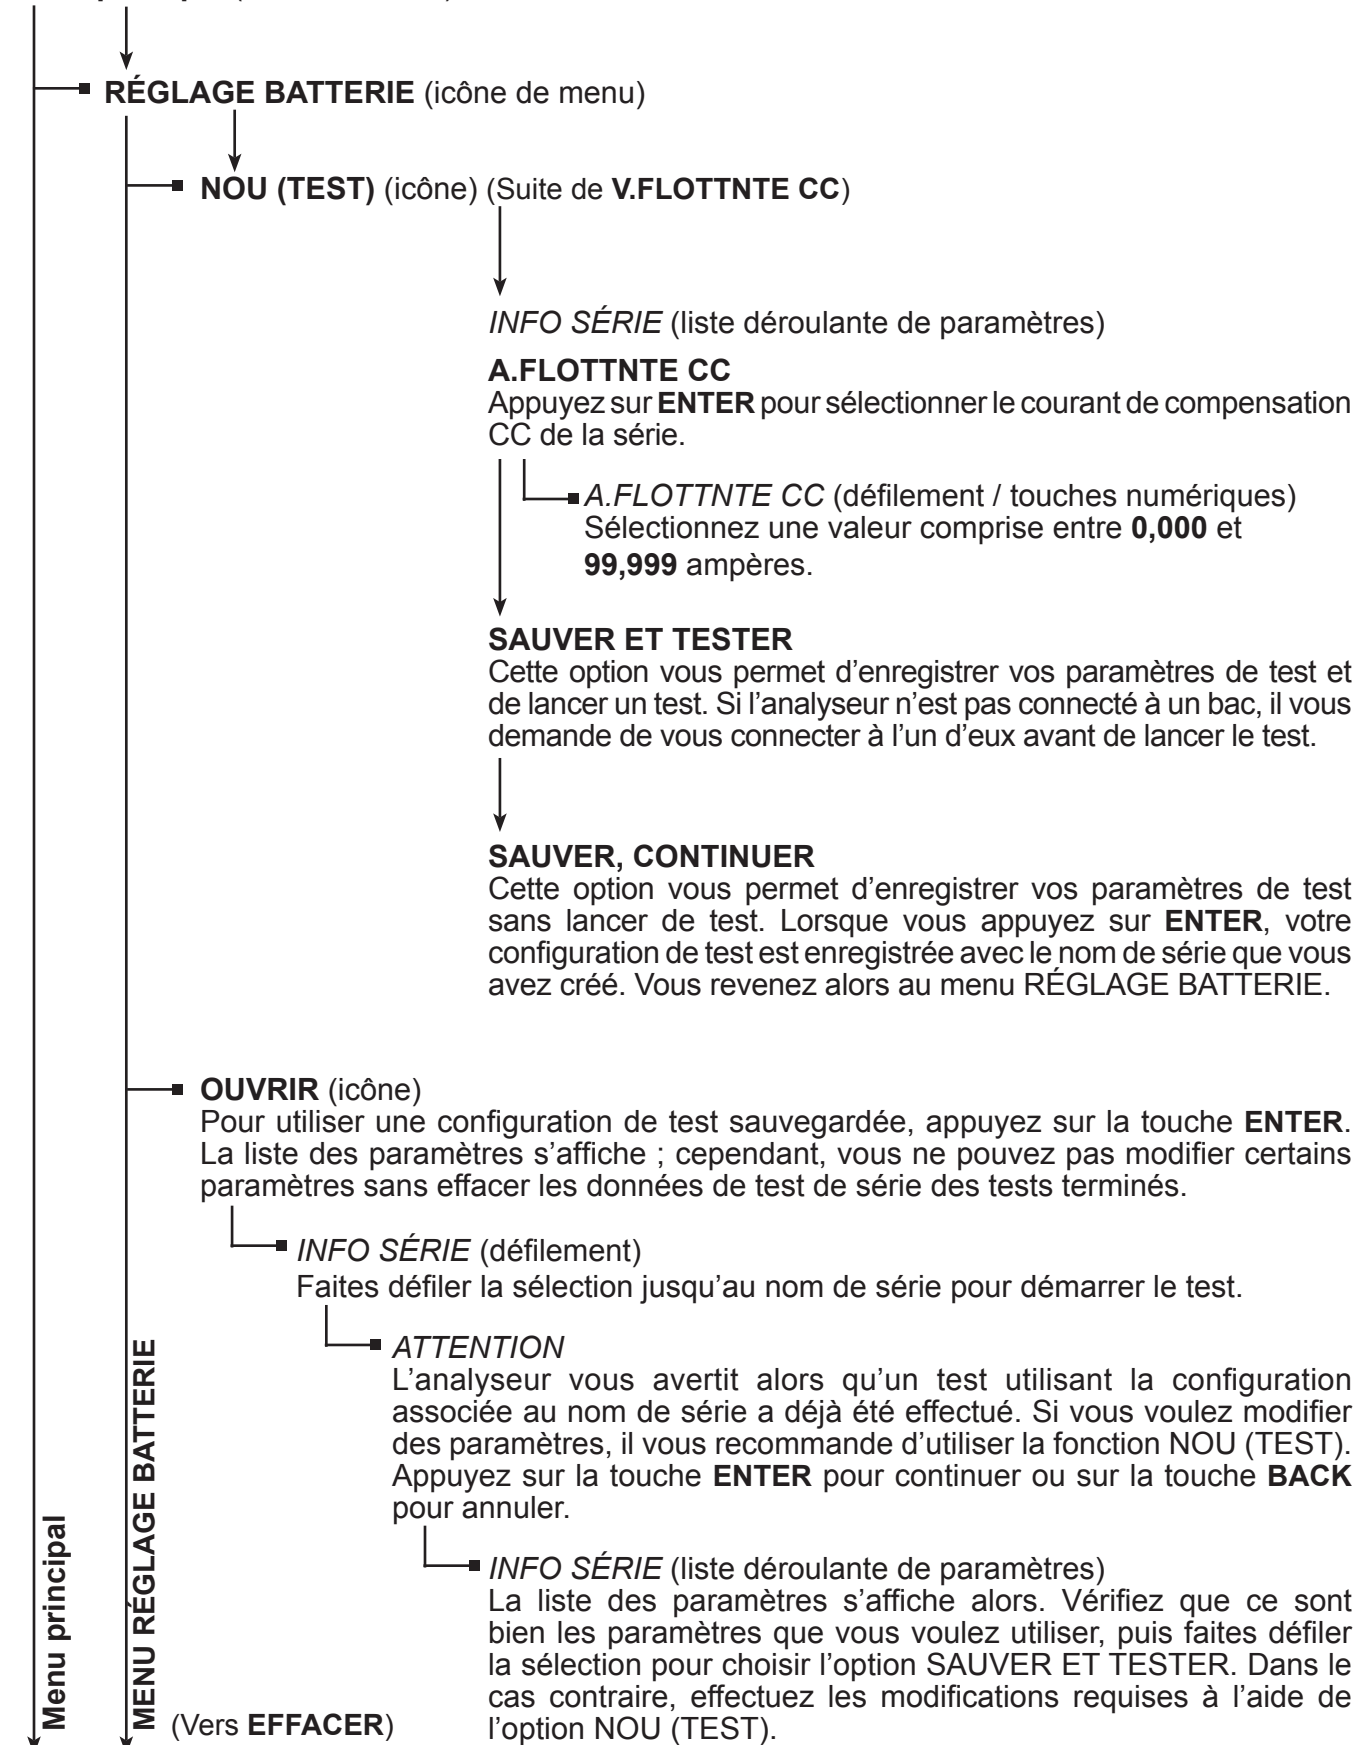 RÉGLAGE BATTERIE (icône de menu)
NOU (TEST) (icône) (Suite de V.FLOTTNTE CC)
INFO SÉRIE (liste déroulante de paramètres)
A.FLOTTNTE CC
Appuyez sur ENTER pour sélectionner le courant de compensation
CC de la série.
A.FLOTTNTE CC (défilement / touches numériques)
Sélectionnez une valeur comprise entre 0,000 et
99,999 ampères.
SAUVER ET TESTER
Cette option vous permet d’enregistrer vos paramètres de test et
de lancer un test. Si l’analyseur n’est pas connecté à un bac, il vous
demande de vous connecter à l’un d’eux avant de lancer le test.
SAUVER, CONTINUER
Cette option vous permet d’enregistrer vos paramètres de test
sans lancer de test. Lorsque vous appuyez sur ENTER, votre
configuration de test est enregistrée avec le nom de série que vous
avez créé. Vous revenez alors au menu RÉGLAGE BATTERIE.
OUVRIR (icône)
Pour utiliser une configuration de test sauvegardée, appuyez sur la touche ENTER.
La liste des paramètres s’affiche ; cependant, vous ne pouvez pas modifier certains
paramètres sans effacer les données de test de série des tests terminés.
INFO SÉRIE (défilement)
Faites défiler la sélection jusqu’au nom de série pour démarrer le test.
ATTENTION
L’analyseur vous avertit alors qu’un test utilisant la configuration
associée au nom de série a déjà été effectué. Si vous voulez modifier
des paramètres, il vous recommande d’utiliser la fonction NOU (TEST).
Appuyez sur la touche ENTER pour continuer ou sur la touche BACK
pour annuler.
INFO SÉRIE (liste déroulante de paramètres)
La liste des paramètres s’affiche alors. Vérifiez que ce sont
bien les paramètres que vous voulez utiliser, puis faites défiler
la sélection pour choisir l’option SAUVER ET TESTER. Dans le
cas contraire, effectuez les modifications requises à l’aide de
l’option NOU (TEST).
(Vers EFFACER)
Menu principal
MENU RÉGLAGE BATTERIE